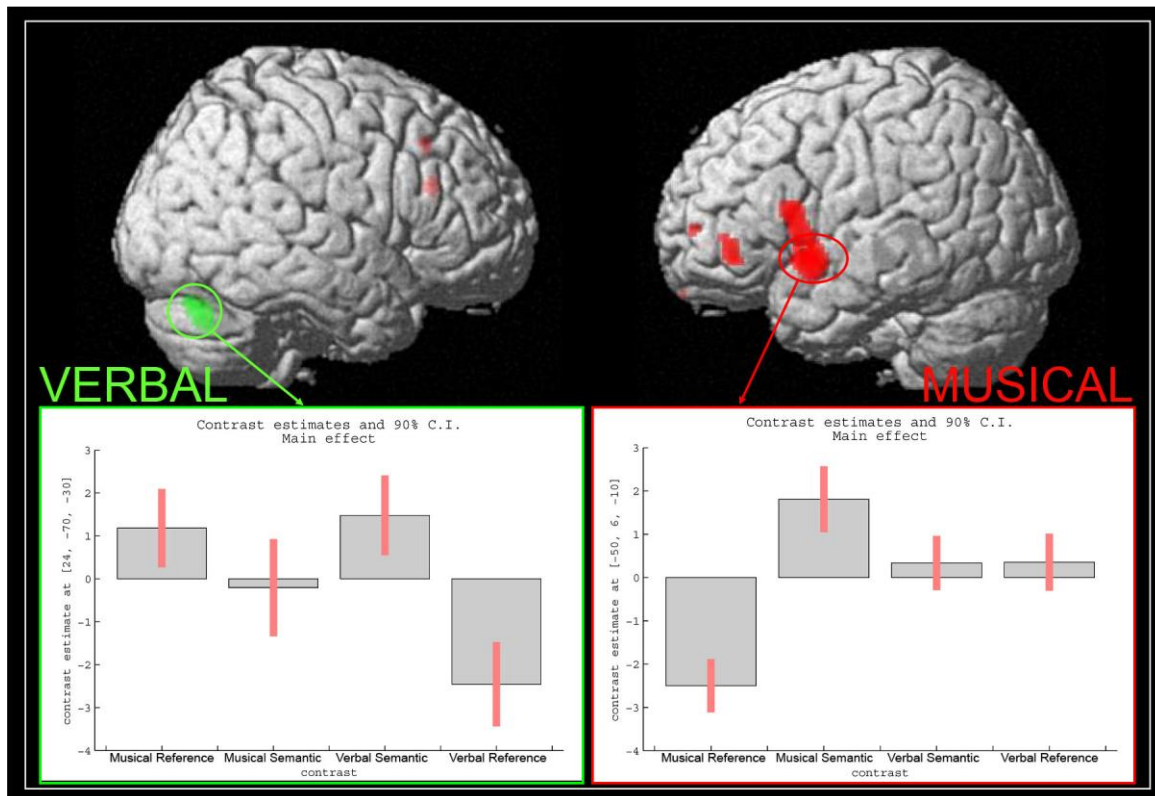 VERBAL
MUSICAL
Contrast estimates and 90% C.I.
Main effect
3
2
1
0
-1
-2
-3
-4
contrast estimate at [24, -70, -30]
Musical Reference Musical Semantic Verbal Semantic Verbal Reference
contrast
Contrast estimates and 90% C.I.
Main effect
3
2
1
0
-1
-2
-3
-4
contrast estimate at [-50, 6, -10]
Musical Reference Musical Semantic Verbal Semantic Verbal Reference
contrast